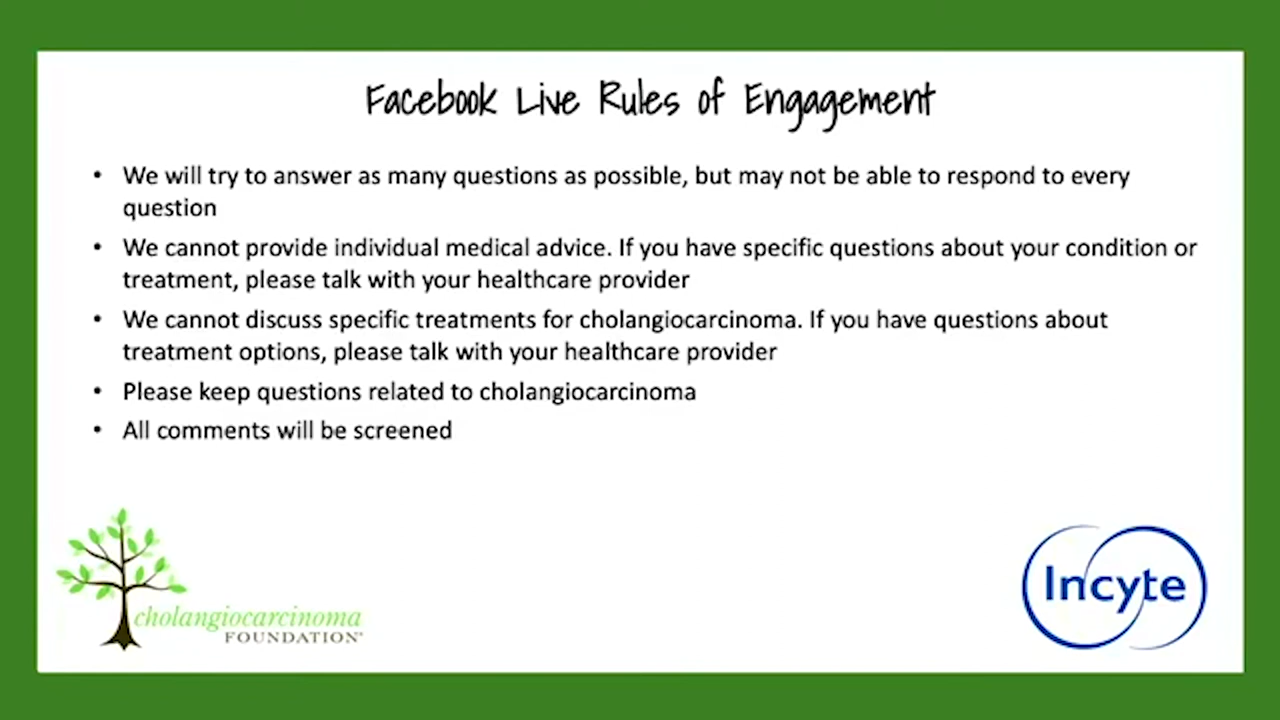 Facebook Live Rules of Engagement
• We will try to answer as many questions as possible, but may not be able to respond to every
question
• We cannot provide individual medical advice. If you have specific questions about your condition or
treatment, please talk with your healthcare provider
• We cannot discuss specific treatments for cholangiocarcinoma. If you have questions about
treatment options, please talk with your healthcare provider
• Please keep questions related to cholangiocarcinoma
• All comments will be screened
cholangiocarcinoma
FOUNDATION
Incyte